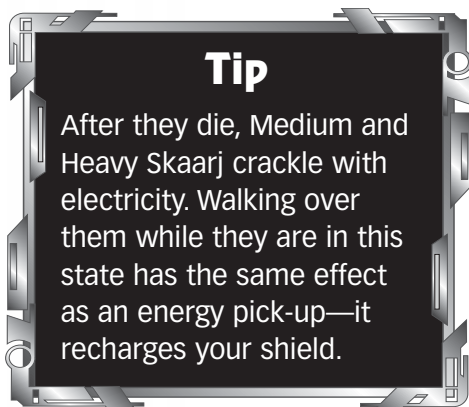 Tip
After they die, Medium and
Heavy Skaarj crackle with
electricity. Walking over
them while they are in this
state has the same effect
as an energy pick-up—it
recharges your shield.